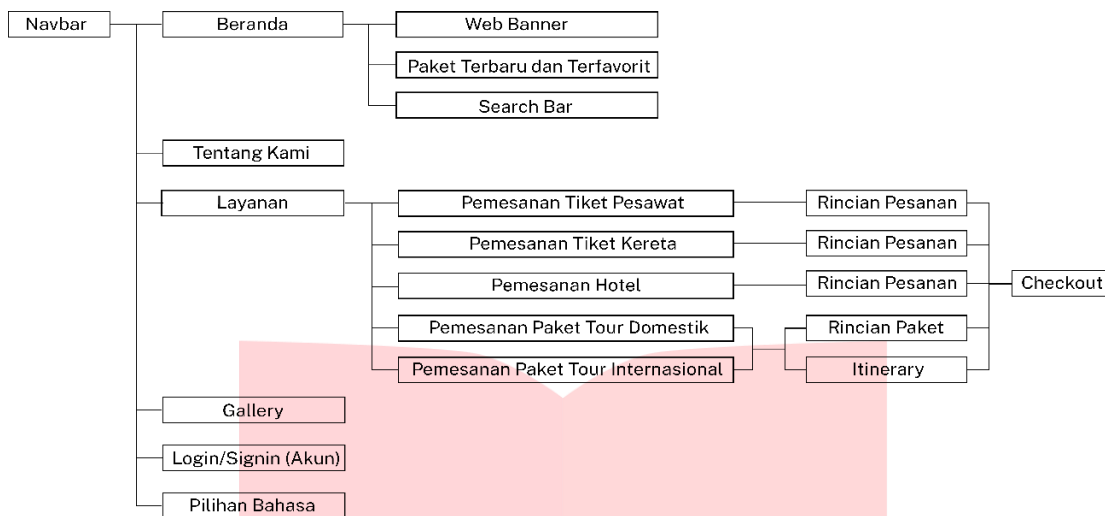 Navbar
Beranda
Web Banner
Paket Terbaru dan Terfavorit
Search Bar
Tentang Kami
Layanan
Pemesanan Tiket Pesawat
Rincian Pesanan
Pemesanan Tiket Kereta
Rincian Pesanan
Pemesanan Hotel
Rincian Pesanan
Checkout
Pemesanan Paket Tour Domestik
Rincian Paket
Pemesanan Paket Tour Internasional
Itinerary
Gallery
Login/Signin (Akun)
Pilihan Bahasa